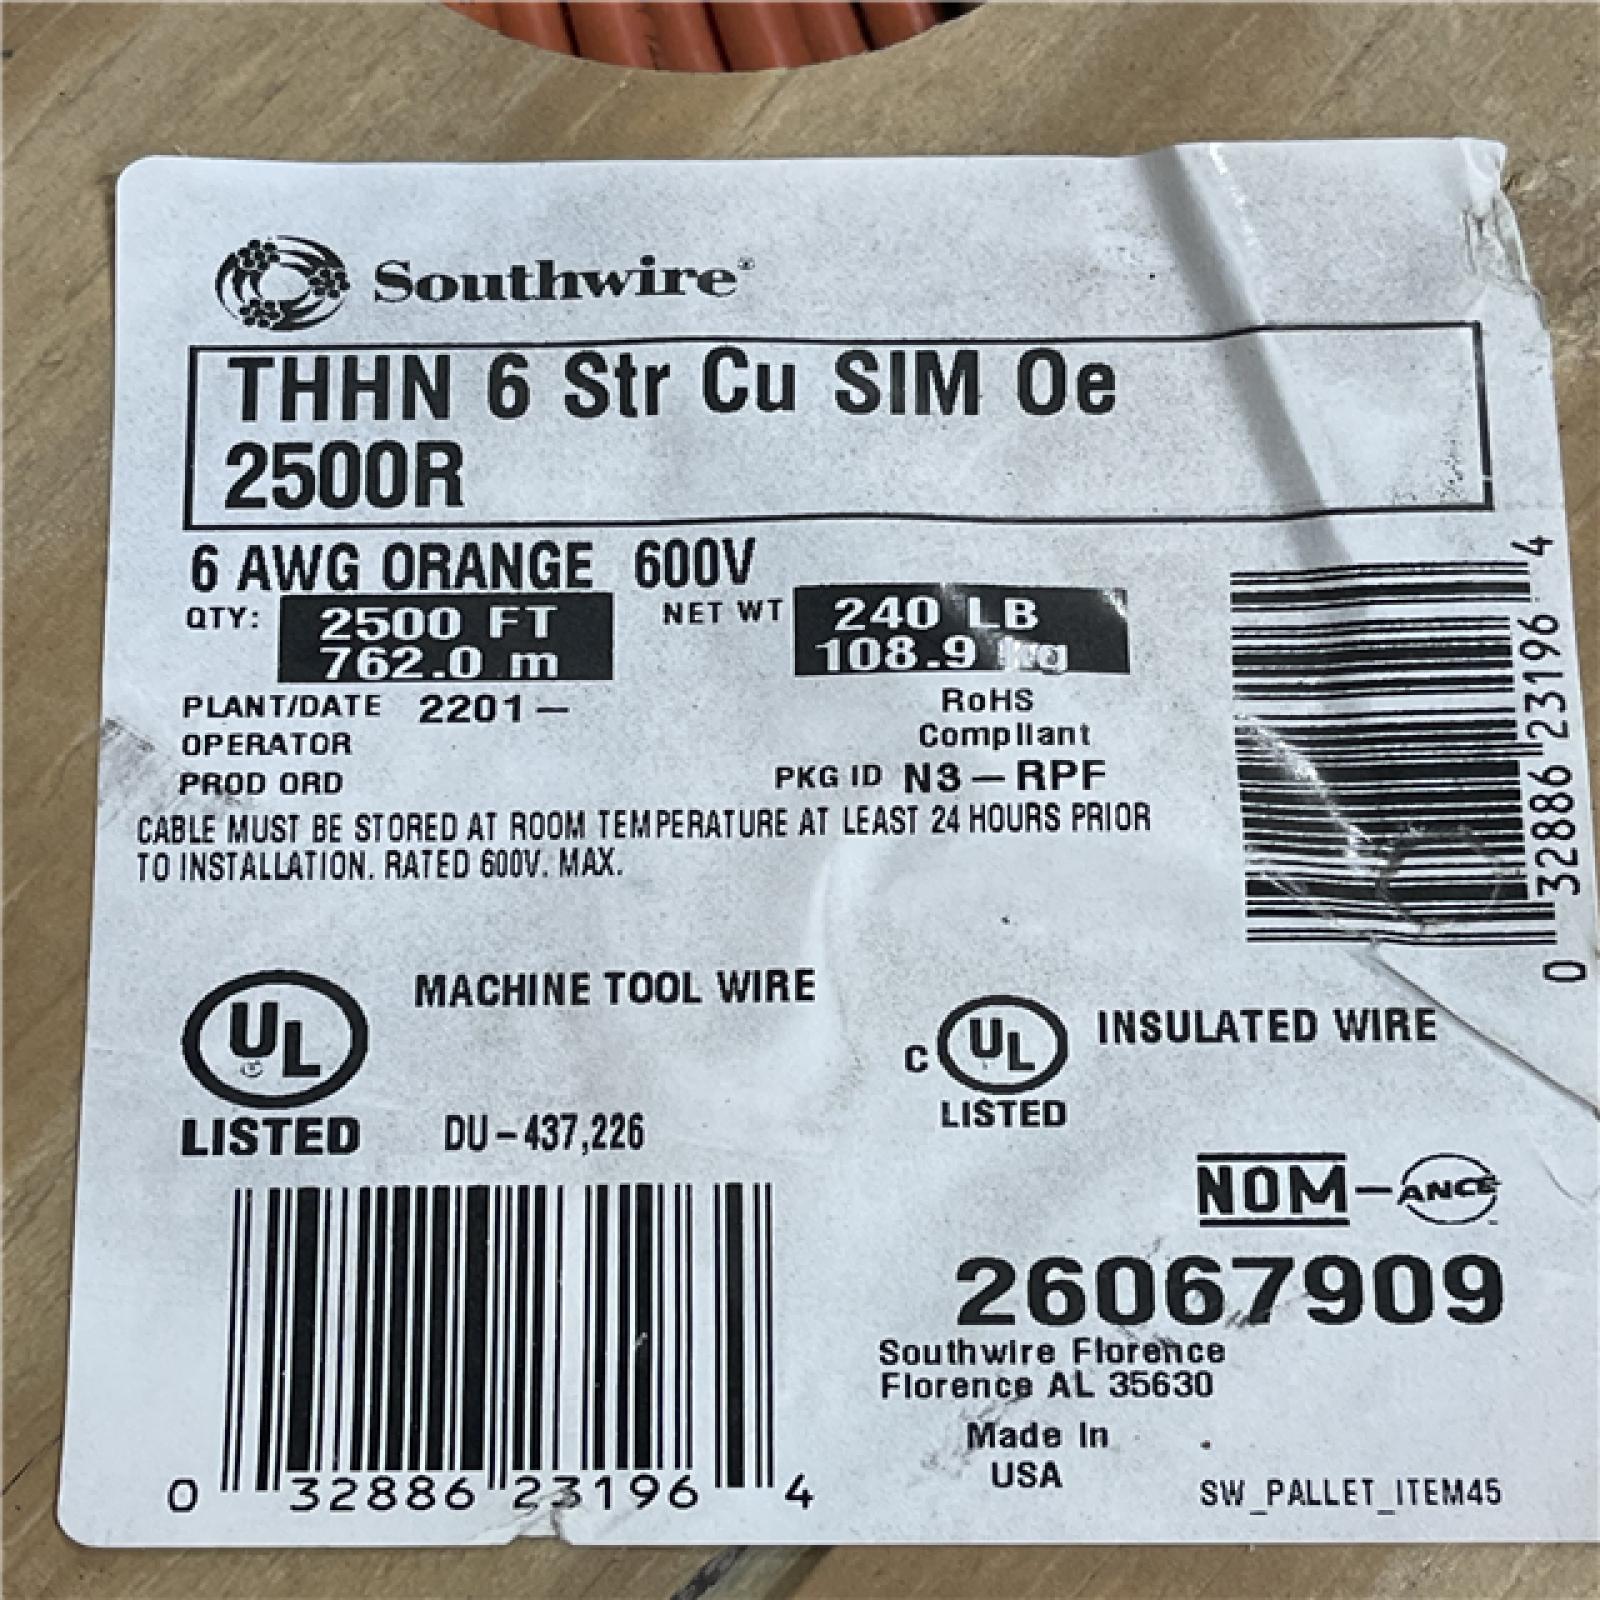 Southwire®
THHN 6 Str Cu SIM Oe
2500R
6 AWG ORANGE 600V
QTY: 2500 FT NET WT 240 LB
762.0 m 108.9 kg
PLANT/DATE 2201- RoHS
OPERATOR Compliant
PROD ORD PKG ID N3-RPF
CABLE MUST BE STORED AT ROOM TEMPERATURE AT LEAST 24 HOURS PRIOR
TO INSTALLATION. RATED 600V. MAX.
0 32886 23196 4
UL MACHINE TOOL WIRE
LISTED DU-437,226
C UL INSULATED WIRE
LISTED
NOM-ANCE
26067909
Southwire Florence
Florence AL 35630
Made In
USA
SW_PALLET_ITEM45
0 32886 23196 4